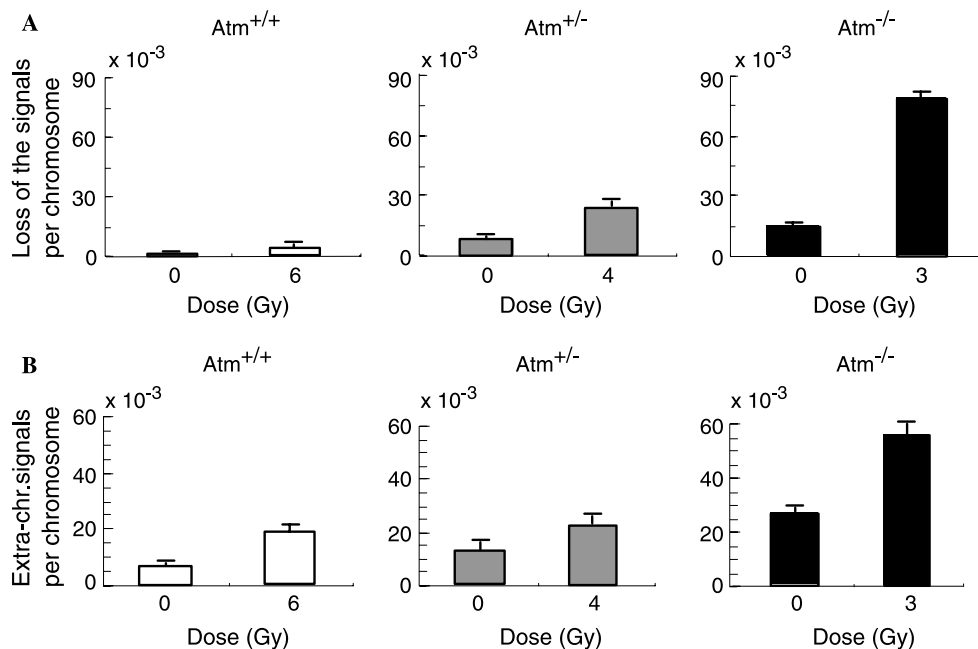 A
Atm+/+
Atm+/-
Atm-/-
Loss of the signals
per chromosome
x 10-3
90
60
30
0
0
6
Dose (Gy)
x 10-3
90
60
30
0
0
4
Dose (Gy)
x 10-3
90
60
30
0
0
3
Dose (Gy)
B
Atm+/+
Atm+/-
Atm-/-
Extra-chr.signals
per chromosome
x 10-3
60
40
20
0
0
6
Dose (Gy)
x 10-3
60
40
20
0
0
4
Dose (Gy)
x 10-3
60
40
20
0
0
3
Dose (Gy)